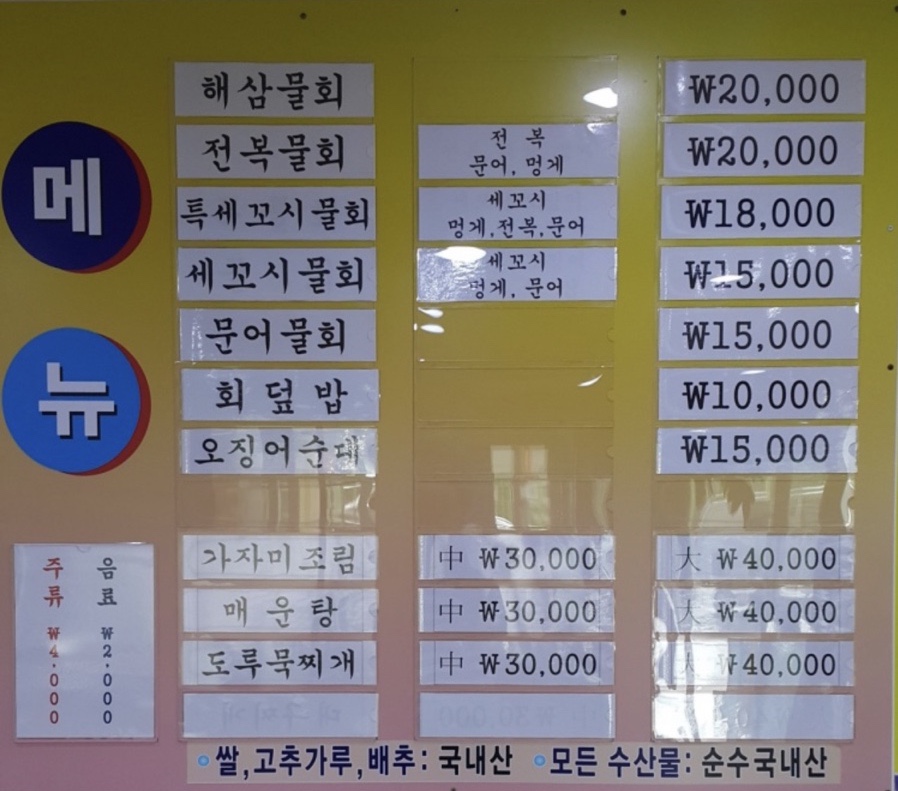 메뉴
해삼물회 ₩20,000
전복물회 전 복 ₩20,000
문어, 멍게
특세꼬시물회 세꼬시 ₩18,000
멍게,전복,문어
세꼬시물회 세꼬시 ₩15,000
멍게, 문어
문어물회 ₩15,000
회 덮 밥 ₩10,000
오징어순대 ₩15,000
가자미조림 中 ₩30,000 大 ₩40,000
매 운 탕 中 ₩30,000 大 ₩40,000
도루묵찌개 中 ₩30,000 大 ₩40,000
음료 ₩2.000
주류 ₩4.000
쌀,고추가루,배추: 국내산 모든 수산물: 순수국내산